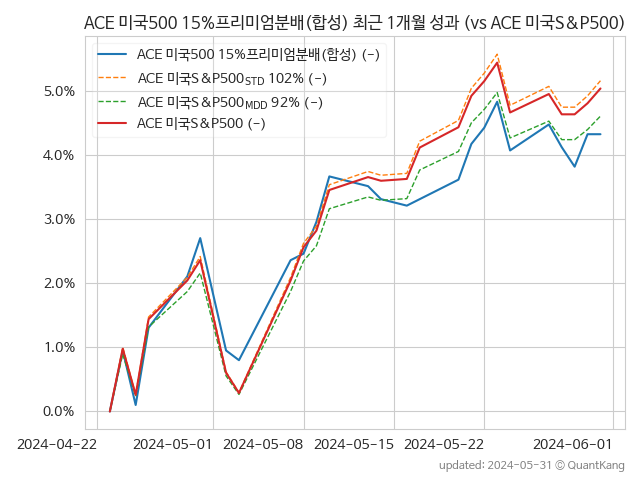 ACE 미국500 15%프리미엄분배(합성) 최근 1개월 성과 (vs ACE 미국S&P500)
ACE 미국500 15%프리미엄분배(합성) (-)
ACE 미국S&P500STD 102% (-)
ACE 미국S&P500MDD 92% (-)
ACE 미국S&P500 (-)
5.0%
4.0%
3.0%
2.0%
1.0%
0.0%
2024-04-22 2024-05-01 2024-05-08 2024-05-15 2024-05-22 2024-06-01
updated: 2024-05-31 © QuantKang